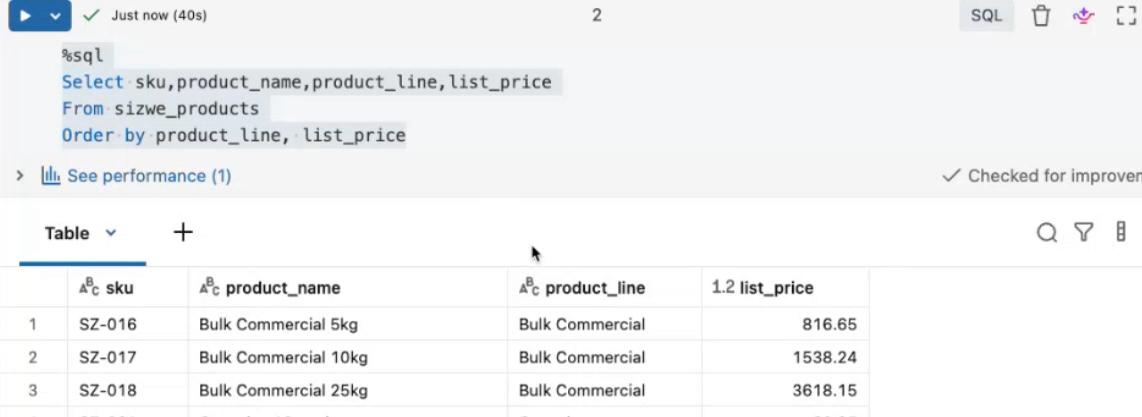 Just now (40s)
2
SQL
%sql
Select sku,product_name,product_line,list_price
From sizwe_products
Order by product_line, list_price
See performance (1)
Checked for
Table
sku product_name product_line 1.2 list_price
1 SZ-016 Bulk Commercial 5kg Bulk Commercial 816.65
2 SZ-017 Bulk Commercial 10kg Bulk Commercial 1538.24
3 SZ-018 Bulk Commercial 25kg Bulk Commercial 3618.15